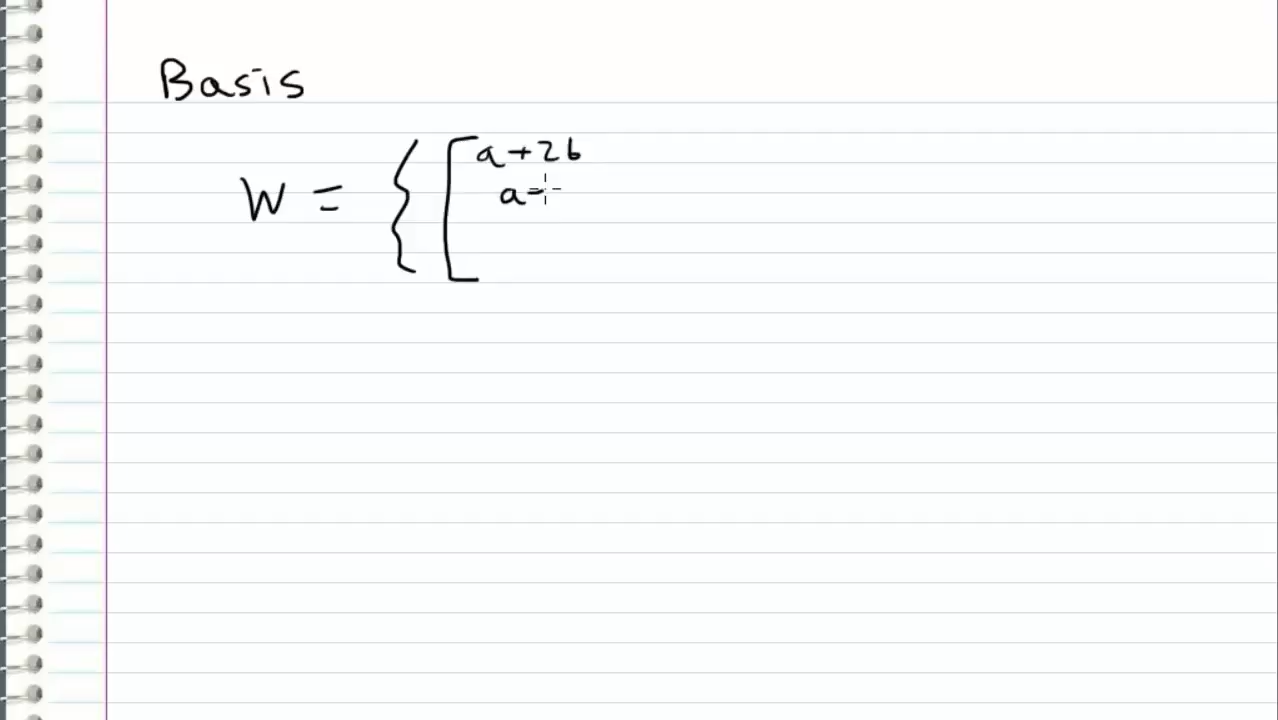 Basis
W = { [ a + 2b
a -